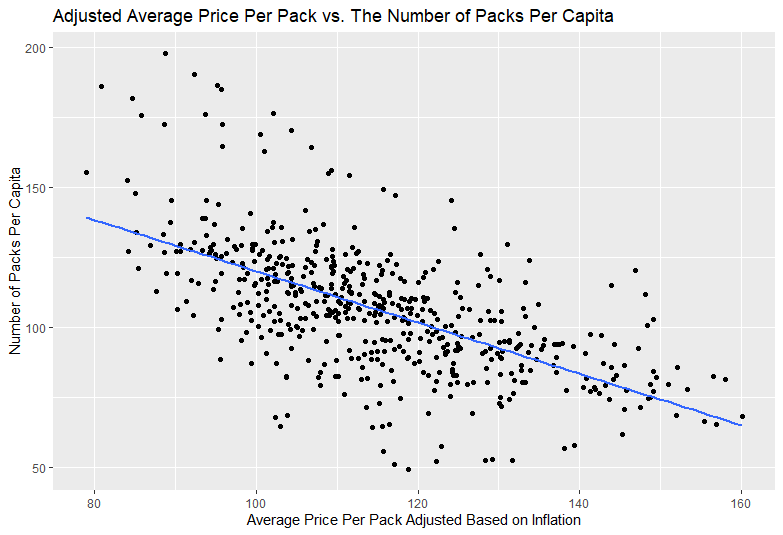 Adjusted Average Price Per Pack vs. The Number of Packs Per Capita
200
150
100
50
Number of Packs Per Capita
80 100 120 140 160
Average Price Per Pack Adjusted Based on Inflation